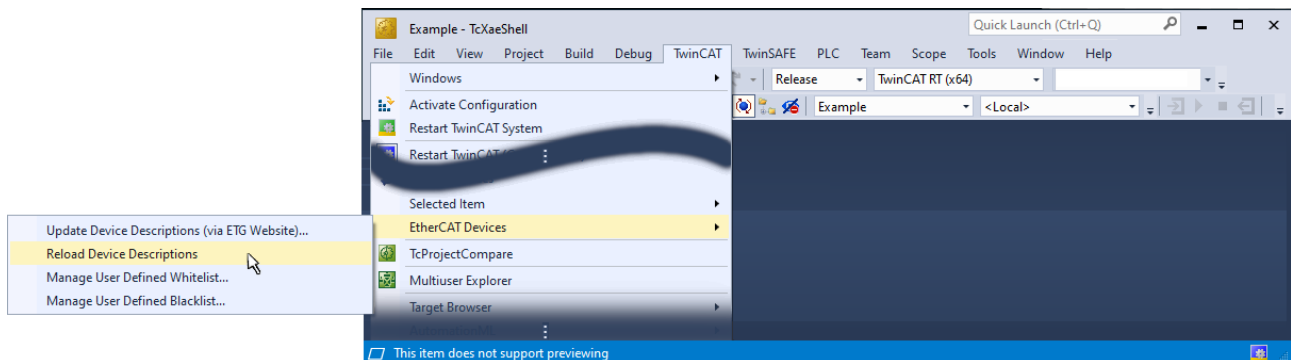 Example - TcXaeShell
Quick Launch (Ctrl+Q)
File Edit View Project Build Debug TwinCAT TwinSAFE PLC Team Scope Tools Window Help
Windows
Release
TwinCAT RT (x64)
Activate Configuration
Example
<Local>
Restart TwinCAT System
Restart TwinCAT
Selected Item
EtherCAT Devices
Update Device Descriptions (via ETG Website)...
Reload Device Descriptions
Manage User Defined Whitelist...
Manage User Defined Blacklist...
TcProjectCompare
Multiuser Explorer
Target Browser
This item does not support previewing